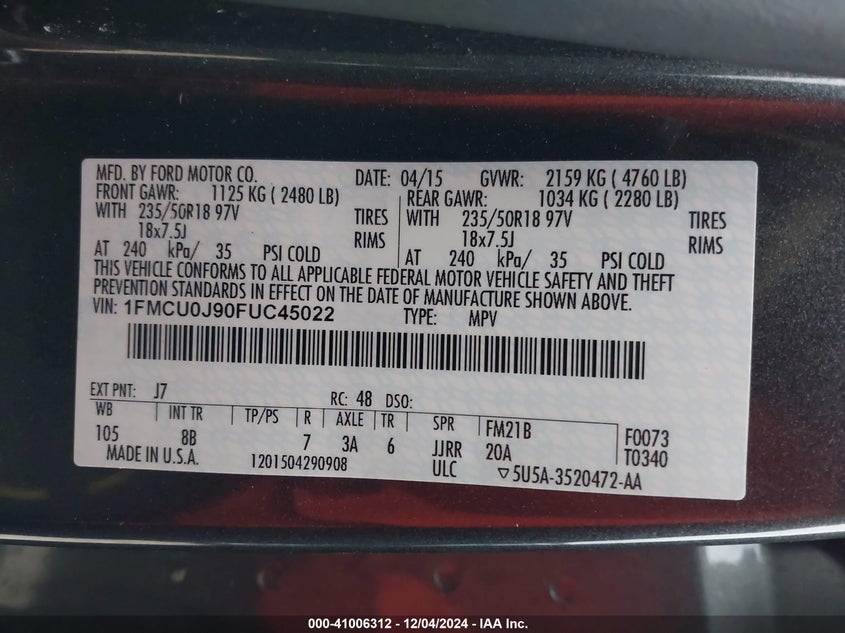 MFD. BY FORD MOTOR CO. DATE: 04/15 GVWR: 2159 KG ( 4760 LB)
FRONT GAWR: 1125 KG ( 2480 LB) REAR GAWR: 1034 KG ( 2280 LB)
WITH 235/50R18 97V TIRES WITH 235/50R18 97V TIRES
18x7.5J RIMS 18x7.5J RIMS
AT 240 kPa/ 35 PSI COLD AT 240 kPa/ 35 PSI COLD
THIS VEHICLE CONFORMS TO ALL APPLICABLE FEDERAL MOTOR VEHICLE SAFETY AND THEFT
PREVENTION STANDARDS IN EFFECT ON THE DATE OF MANUFACTURE SHOWN ABOVE.
VIN: 1FMCU0J90FUC45022 TYPE: MPV
EXT PNT: J7 RC: 48 DSO:
WB INT TR TP/PS R AXLE TR SPR FM21B F0073
105 8B 7 3A 6 JJRR 20A T0340
MADE IN U.S.A. 1201504290908 ULC ▽5U5A-3520472-AA
000-41006312 - 12/04/2024 - IAA Inc.